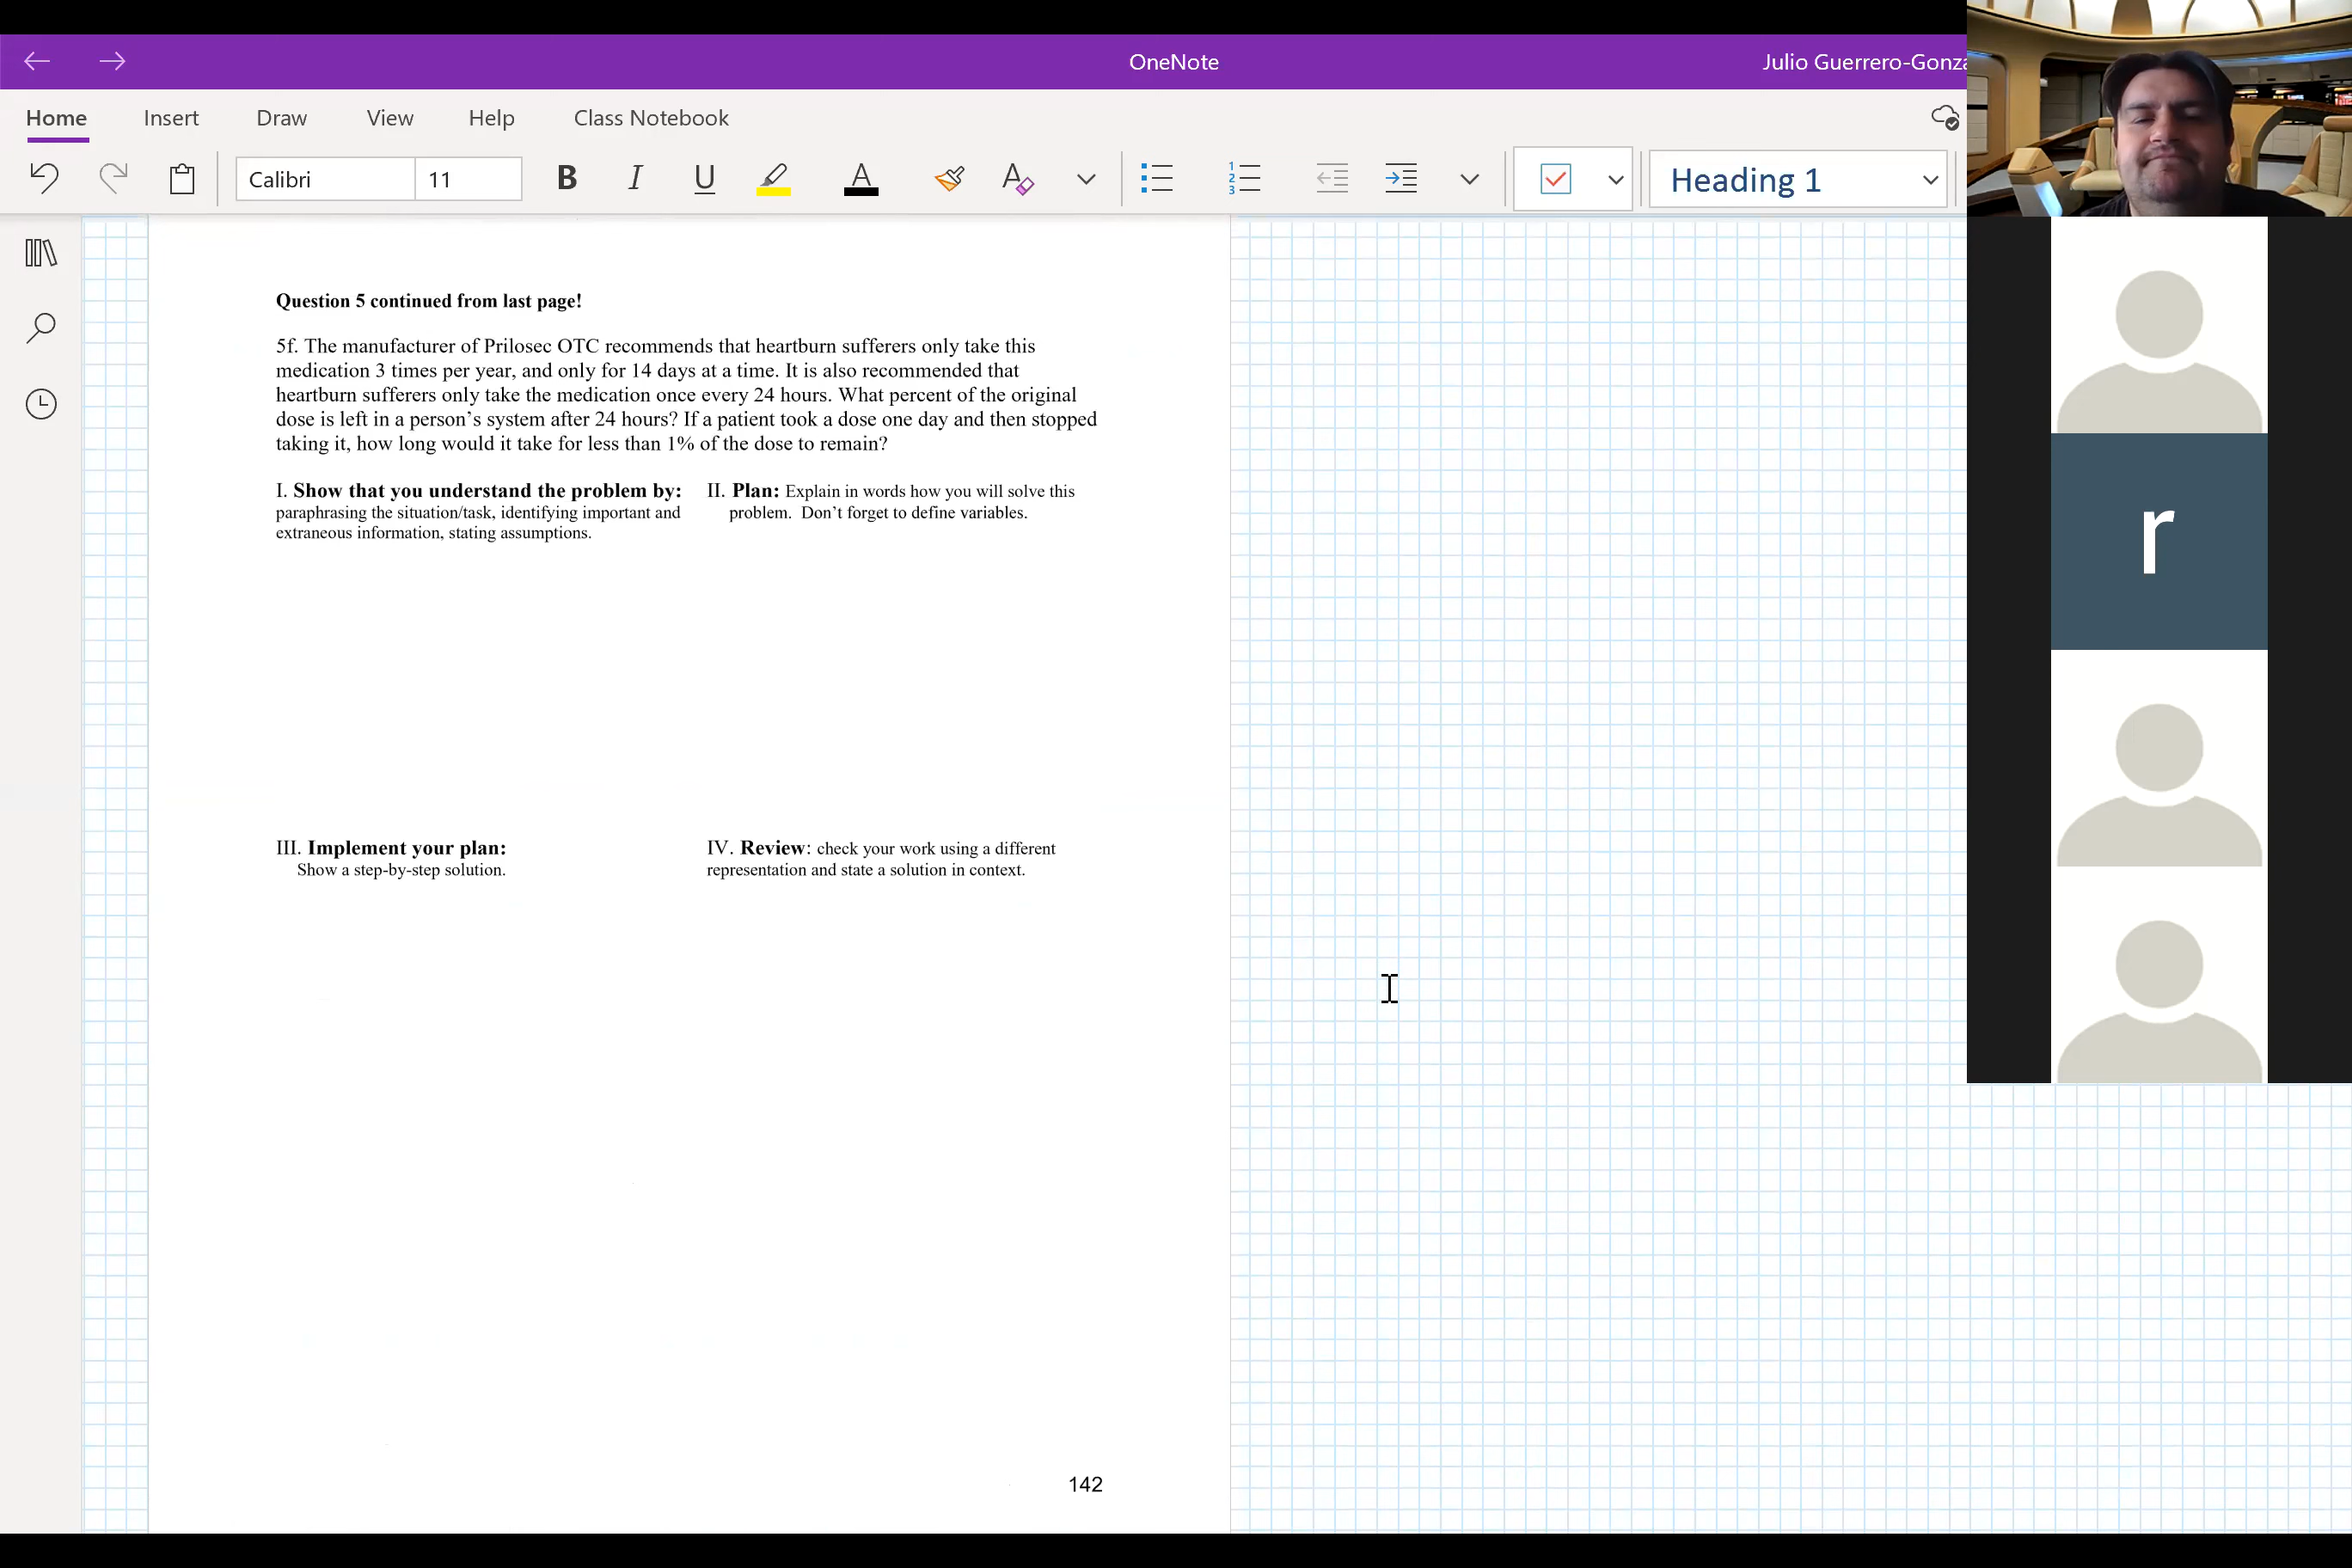 OneNote
Julio Guerrero-Gonza
Home Insert Draw View Help Class Notebook
Calibri 11 B I U A A 1 2 3 Heading 1
Question 5 continued from last page!
5f. The manufacturer of Prilosec OTC recommends that heartburn sufferers only take this
medication 3 times per year, and only for 14 days at a time. It is also recommended that
heartburn sufferers only take the medication once every 24 hours. What percent of the original
dose is left in a person's system after 24 hours? If a patient took a dose one day and then stopped
taking it, how long would it take for less than 1% of the dose to remain?
I. Show that you understand the problem by:
paraphrasing the situation/task, identifying important and
extraneous information, stating assumptions.
II. Plan: Explain in words how you will solve this
problem. Don't forget to define variables.
III. Implement your plan:
Show a step-by-step solution.
IV. Review: check your work using a different
representation and state a solution in context.
142
r